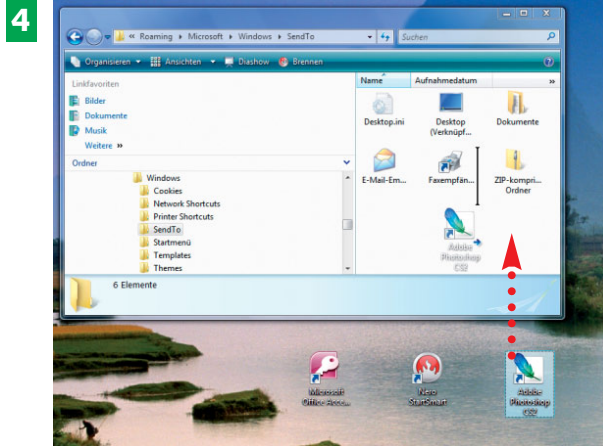 4
« Roaming ▸ Microsoft ▸ Windows ▸ SendTo
Suchen
Organisieren Ansichten Diashow Brennen
Linkfavoriten
Bilder
Dokumente
Musik
Weitere »
Ordner
Windows
Cookies
Network Shortcuts
Printer Shortcuts
SendTo
Startmenü
Templates
Themes
Name Aufnahmedatum »
Desktop.ini
Desktop
(Verknüpf...
Dokumente
E-Mail-Em...
Faxempfän...
ZIP-kompri...
Ordner
Adobe
Photoshop
CS2
6 Elemente
Microsoft
Office Acce...
Nero
StartSmart
Adobe
Photoshop
CS2